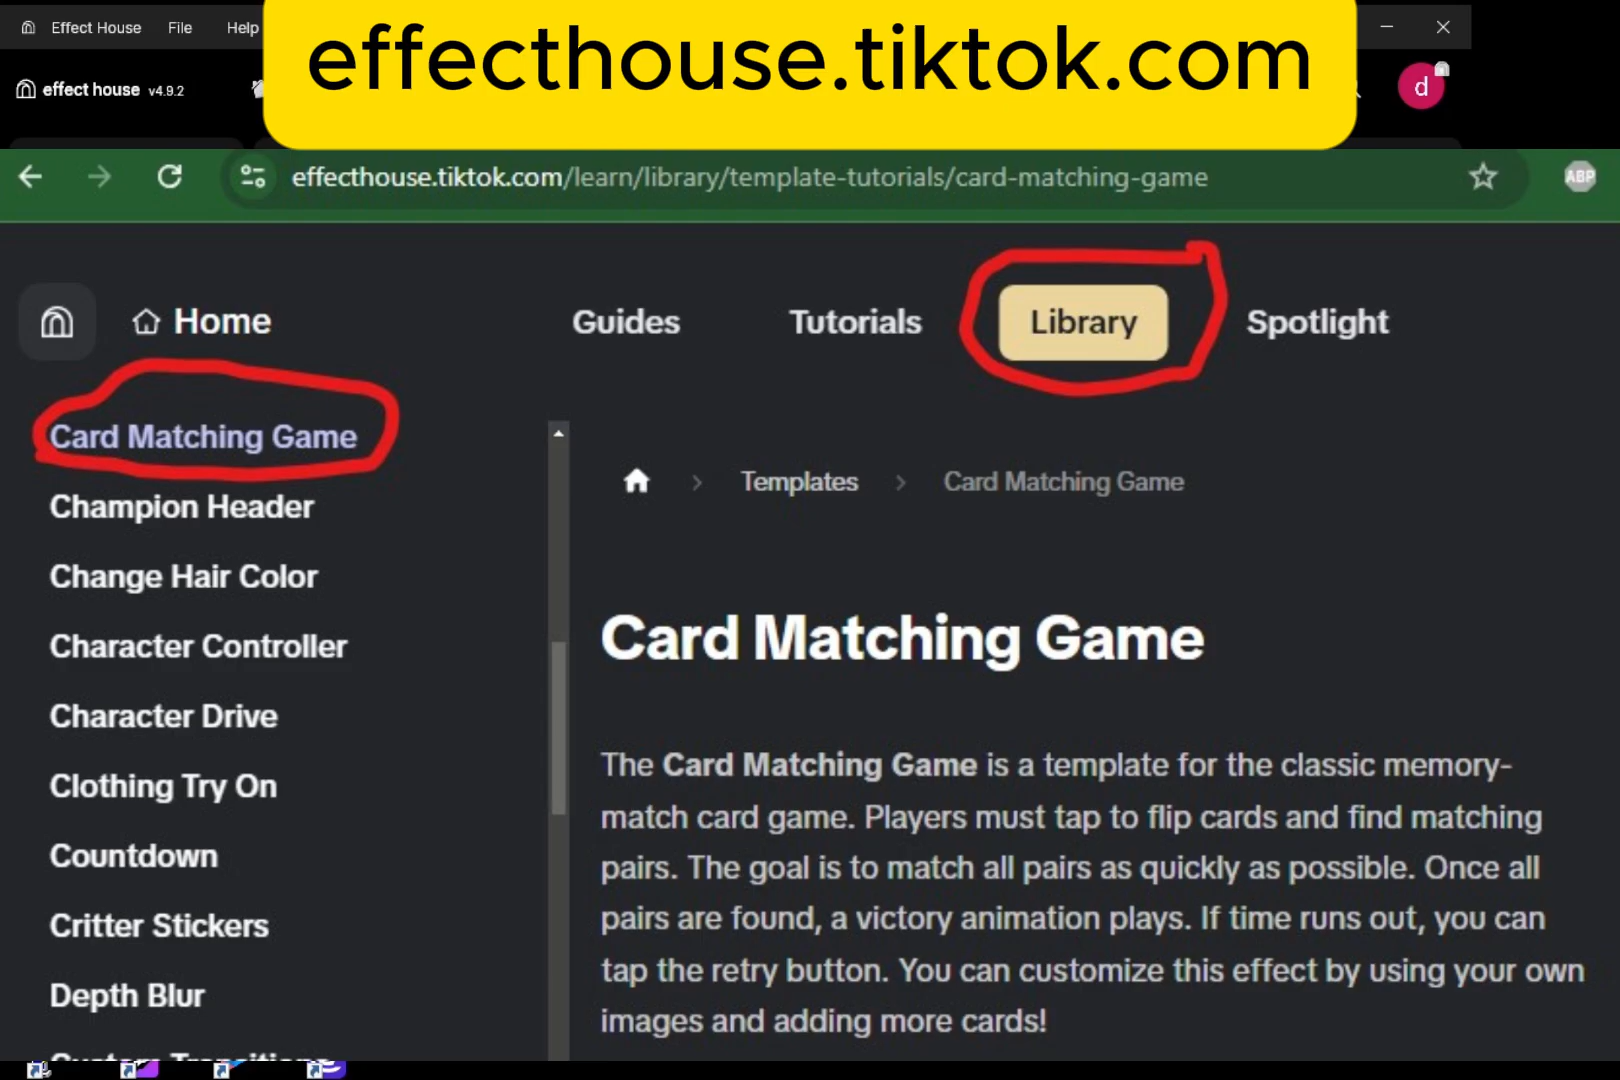 Effect House File Help
effecthouse.tiktok.com
effect house v4.9.2
d
effecthouse.tiktok.com/learn/library/template-tutorials/card-matching-game
ABP
Home
Guides
Tutorials
Library
Spotlight
Card Matching Game
Champion Header
Change Hair Color
Character Controller
Character Drive
Clothing Try On
Countdown
Critter Stickers
Depth Blur
Custom Transitions
Templates
Card Matching Game
Card Matching Game
The Card Matching Game is a template for the classic memory-
match card game. Players must tap to flip cards and find matching
pairs. The goal is to match all pairs as quickly as possible. Once all
pairs are found, a victory animation plays. If time runs out, you can
tap the retry button. You can customize this effect by using your own
images and adding more cards!